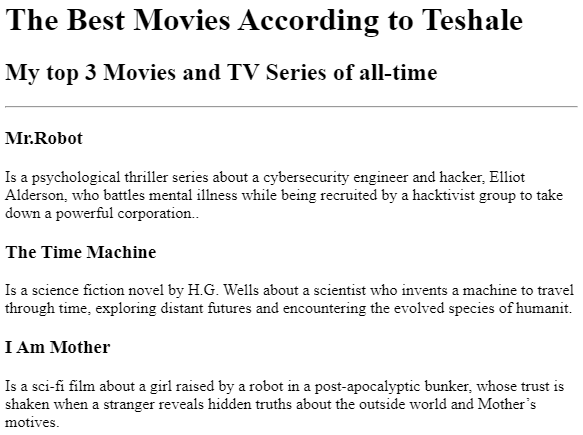 The Best Movies According to Teshale
My top 3 Movies and TV Series of all-time
Mr.Robot
Is a psychological thriller series about a cybersecurity engineer and hacker, Elliot
Alderson, who battles mental illness while being recruited by a hacktivist group to take
down a powerful corporation..
The Time Machine
Is a science fiction novel by H.G. Wells about a scientist who invents a machine to travel
through time, exploring distant futures and encountering the evolved species of humanit.
I Am Mother
Is a sci-fi film about a girl raised by a robot in a post-apocalyptic bunker, whose trust is
shaken when a stranger reveals hidden truths about the outside world and Mother’s
motives.